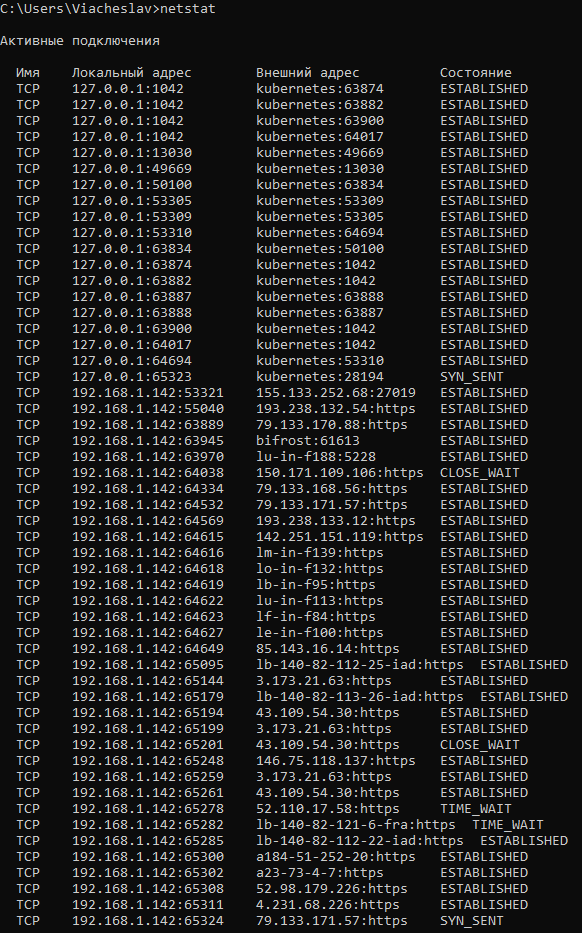 C:\Users\Viacheslav>netstat
Активные подключения
Имя Локальный адрес Внешний адрес Состояние
TCP 127.0.0.1:1042 kubernetes:63874 ESTABLISHED
TCP 127.0.0.1:1042 kubernetes:63882 ESTABLISHED
TCP 127.0.0.1:1042 kubernetes:63900 ESTABLISHED
TCP 127.0.0.1:1042 kubernetes:64017 ESTABLISHED
TCP 127.0.0.1:13030 kubernetes:49669 ESTABLISHED
TCP 127.0.0.1:49669 kubernetes:13030 ESTABLISHED
TCP 127.0.0.1:50100 kubernetes:63834 ESTABLISHED
TCP 127.0.0.1:53305 kubernetes:53309 ESTABLISHED
TCP 127.0.0.1:53309 kubernetes:53305 ESTABLISHED
TCP 127.0.0.1:53310 kubernetes:64694 ESTABLISHED
TCP 127.0.0.1:63834 kubernetes:50100 ESTABLISHED
TCP 127.0.0.1:63874 kubernetes:1042 ESTABLISHED
TCP 127.0.0.1:63882 kubernetes:1042 ESTABLISHED
TCP 127.0.0.1:63887 kubernetes:63888 ESTABLISHED
TCP 127.0.0.1:63888 kubernetes:63887 ESTABLISHED
TCP 127.0.0.1:63900 kubernetes:1042 ESTABLISHED
TCP 127.0.0.1:64017 kubernetes:1042 ESTABLISHED
TCP 127.0.0.1:64694 kubernetes:53310 ESTABLISHED
TCP 127.0.0.1:65323 kubernetes:28194 SYN_SENT
TCP 192.168.1.142:53321 155.133.252.68:27019 ESTABLISHED
TCP 192.168.1.142:55040 193.238.132.54:https ESTABLISHED
TCP 192.168.1.142:63889 79.133.170.88:https ESTABLISHED
TCP 192.168.1.142:63945 bifrost:61613 ESTABLISHED
TCP 192.168.1.142:63970 lu-in-f188:5228 ESTABLISHED
TCP 192.168.1.142:64038 150.171.109.106:https CLOSE_WAIT
TCP 192.168.1.142:64334 79.133.168.56:https ESTABLISHED
TCP 192.168.1.142:64532 79.133.171.57:https ESTABLISHED
TCP 192.168.1.142:64569 193.238.133.12:https ESTABLISHED
TCP 192.168.1.142:64615 142.251.151.119:https ESTABLISHED
TCP 192.168.1.142:64616 lm-in-f139:https ESTABLISHED
TCP 192.168.1.142:64618 lo-in-f132:https ESTABLISHED
TCP 192.168.1.142:64619 lb-in-f95:https ESTABLISHED
TCP 192.168.1.142:64622 lu-in-f113:https ESTABLISHED
TCP 192.168.1.142:64623 lf-in-f84:https ESTABLISHED
TCP 192.168.1.142:64627 le-in-f100:https ESTABLISHED
TCP 192.168.1.142:64649 85.143.16.14:https ESTABLISHED
TCP 192.168.1.142:65095 lb-140-82-112-25-iad:https ESTABLISHED
TCP 192.168.1.142:65144 3.173.21.63:https ESTABLISHED
TCP 192.168.1.142:65179 lb-140-82-113-26-iad:https ESTABLISHED
TCP 192.168.1.142:65194 43.109.54.30:https ESTABLISHED
TCP 192.168.1.142:65199 3.173.21.63:https ESTABLISHED
TCP 192.168.1.142:65201 43.109.54.30:https CLOSE_WAIT
TCP 192.168.1.142:65248 146.75.118.137:https ESTABLISHED
TCP 192.168.1.142:65259 3.173.21.63:https ESTABLISHED
TCP 192.168.1.142:65261 43.109.54.30:https ESTABLISHED
TCP 192.168.1.142:65278 52.110.17.58:https TIME_WAIT
TCP 192.168.1.142:65282 lb-140-82-121-6-fra:https TIME_WAIT
TCP 192.168.1.142:65285 lb-140-82-112-22-iad:https ESTABLISHED
TCP 192.168.1.142:65300 a184-51-252-20:https ESTABLISHED
TCP 192.168.1.142:65302 a23-73-4-7:https ESTABLISHED
TCP 192.168.1.142:65308 52.98.179.226:https ESTABLISHED
TCP 192.168.1.142:65311 4.231.68.226:https ESTABLISHED
TCP 192.168.1.142:65324 79.133.171.57:https SYN_SENT